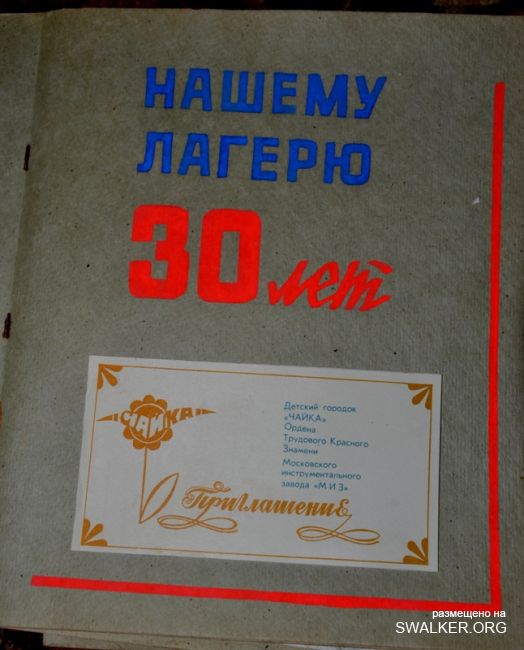 НАШЕМУ
ЛАГЕРЮ
30 лет
"ЧАЙКА"
Детский городок
«ЧАЙКА»
Ордена
Трудового Красного
Знамени
Московского
инструментального
завода «МИЗ»
Приглашение
размещено на
SWALKER.ORG